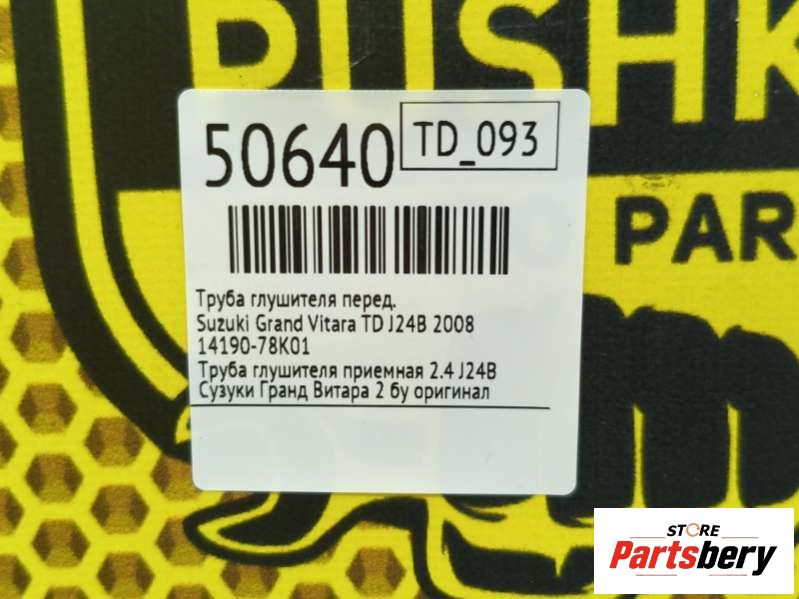 PUSHK
PAR
50640
TD_093
Труба глушителя перед.
Suzuki Grand Vitara TD J24B 2008
14190-78K01
Труба глушителя приемная 2.4 J24B
Сузуки Гранд Витара 2 бу оригинал
STORE
Partsbery